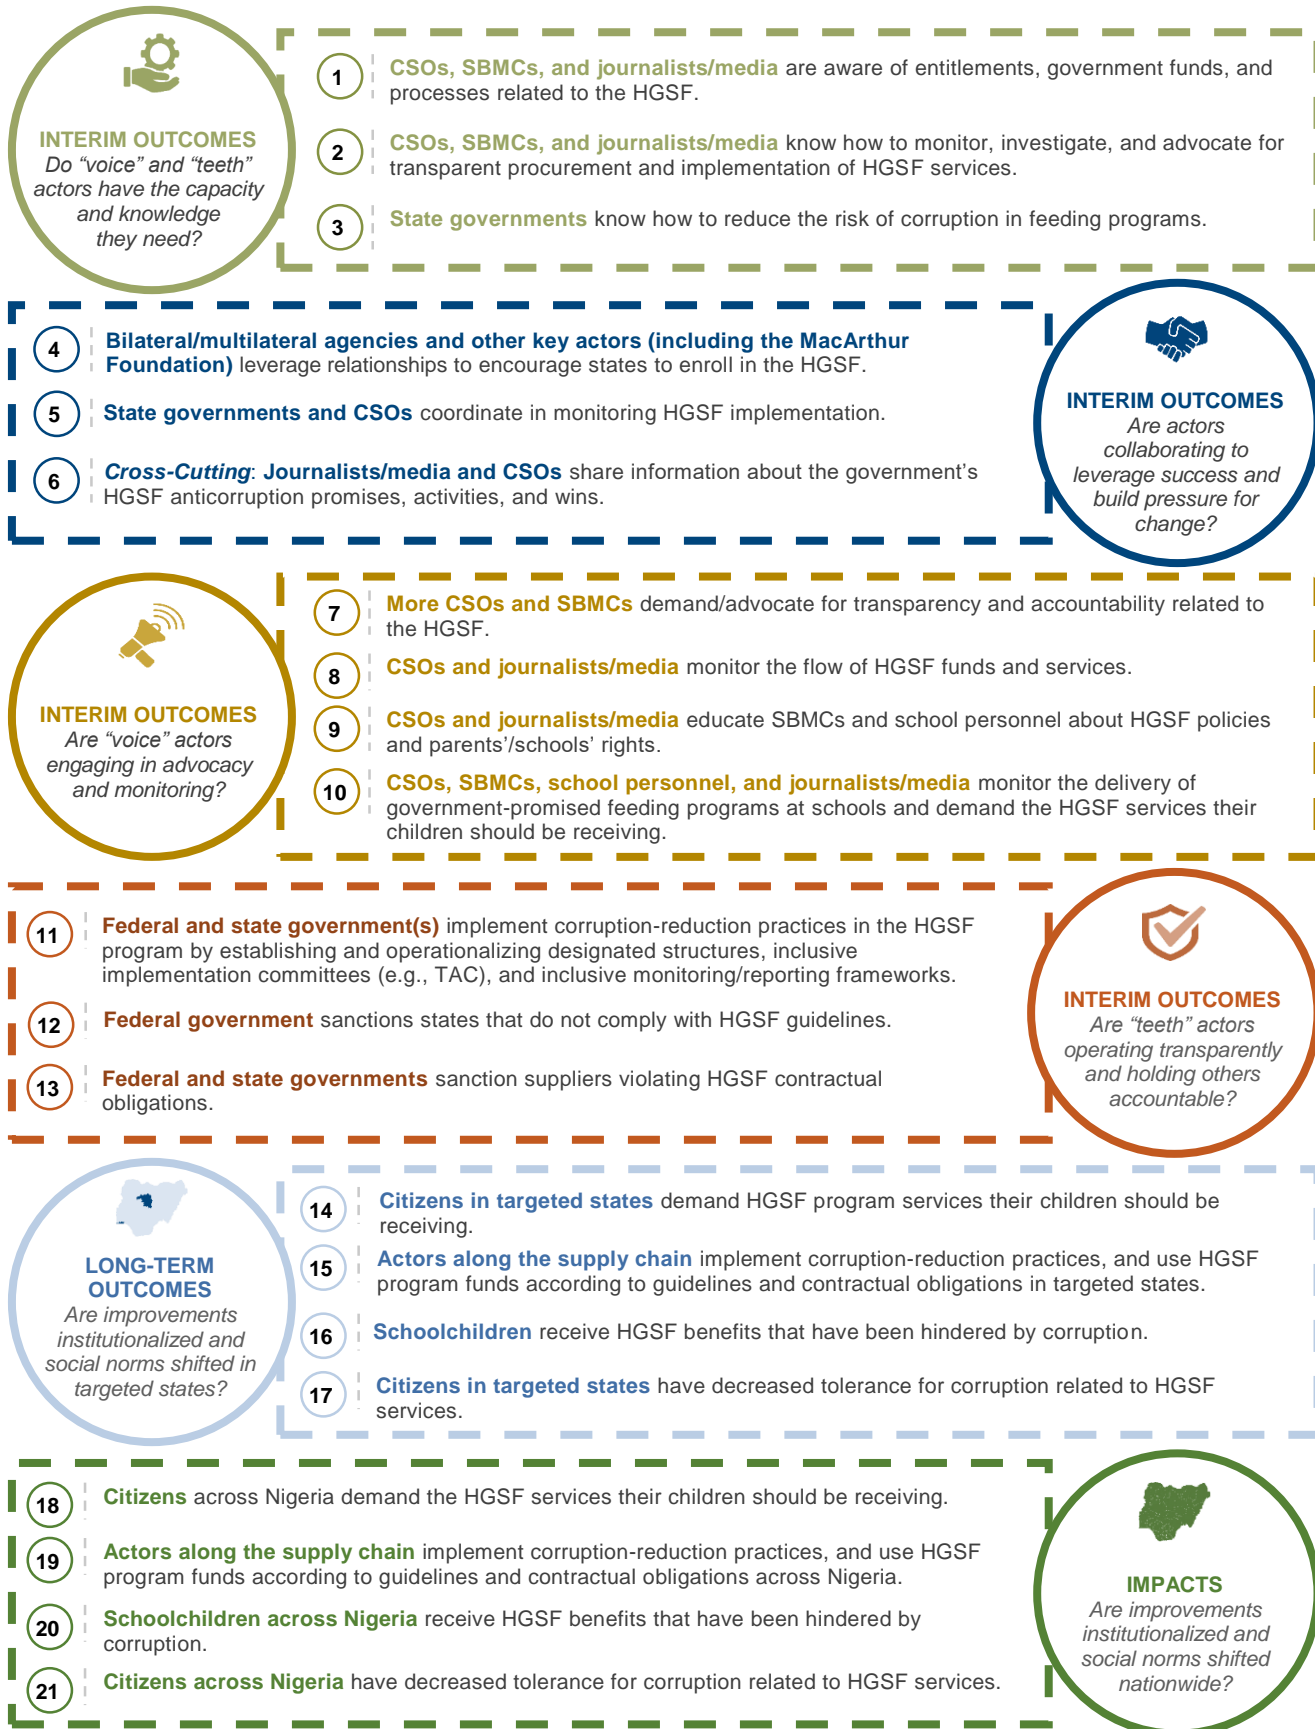 INTERIM OUTCOMES
Do “voice” and “teeth”
actors have the capacity
and knowledge
they need?
1
CSOs, SBMCs, and journalists/media are aware of entitlements, government funds, and
processes related to the HGSF.
2
CSOs, SBMCs, and journalists/media know how to monitor, investigate, and advocate for
transparent procurement and implementation of HGSF services.
3
State governments know how to reduce the risk of corruption in feeding programs.
4
Bilateral/multilateral agencies and other key actors (including the MacArthur
Foundation) leverage relationships to encourage states to enroll in the HGSF.
5
State governments and CSOs coordinate in monitoring HGSF implementation.
6
Cross-Cutting: Journalists/media and CSOs share information about the government’s
HGSF anticorruption promises, activities, and wins.
INTERIM OUTCOMES
Are actors
collaborating to
leverage success and
build pressure for
change?
INTERIM OUTCOMES
Are “voice” actors
engaging in advocacy
and monitoring?
7
More CSOs and SBMCs demand/advocate for transparency and accountability related to
the HGSF.
8
CSOs and journalists/media monitor the flow of HGSF funds and services.
9
CSOs and journalists/media educate SBMCs and school personnel about HGSF policies
and parents’/schools’ rights.
10
CSOs, SBMCs, school personnel, and journalists/media monitor the delivery of
government-promised feeding programs at schools and demand the HGSF services their
children should be receiving.
11
Federal and state government(s) implement corruption-reduction practices in the HGSF
program by establishing and operationalizing designated structures, inclusive
implementation committees (e.g., TAC), and inclusive monitoring/reporting frameworks.
12
Federal government sanctions states that do not comply with HGSF guidelines.
13
Federal and state governments sanction suppliers violating HGSF contractual
obligations.
INTERIM OUTCOMES
Are “teeth” actors
operating transparently
and holding others
accountable?
LONG-TERM
OUTCOMES
Are improvements
institutionalized and
social norms shifted in
targeted states?
14
Citizens in targeted states demand HGSF program services their children should be
receiving.
15
Actors along the supply chain implement corruption-reduction practices, and use HGSF
program funds according to guidelines and contractual obligations in targeted states.
16
Schoolchildren receive HGSF benefits that have been hindered by corruption.
17
Citizens in targeted states have decreased tolerance for corruption related to HGSF
services.
18
Citizens across Nigeria demand the HGSF services their children should be receiving.
19
Actors along the supply chain implement corruption-reduction practices, and use HGSF
program funds according to guidelines and contractual obligations across Nigeria.
20
Schoolchildren across Nigeria receive HGSF benefits that have been hindered by
corruption.
21
Citizens across Nigeria have decreased tolerance for corruption related to HGSF services.
IMPACTS
Are improvements
institutionalized and
social norms shifted
nationwide?